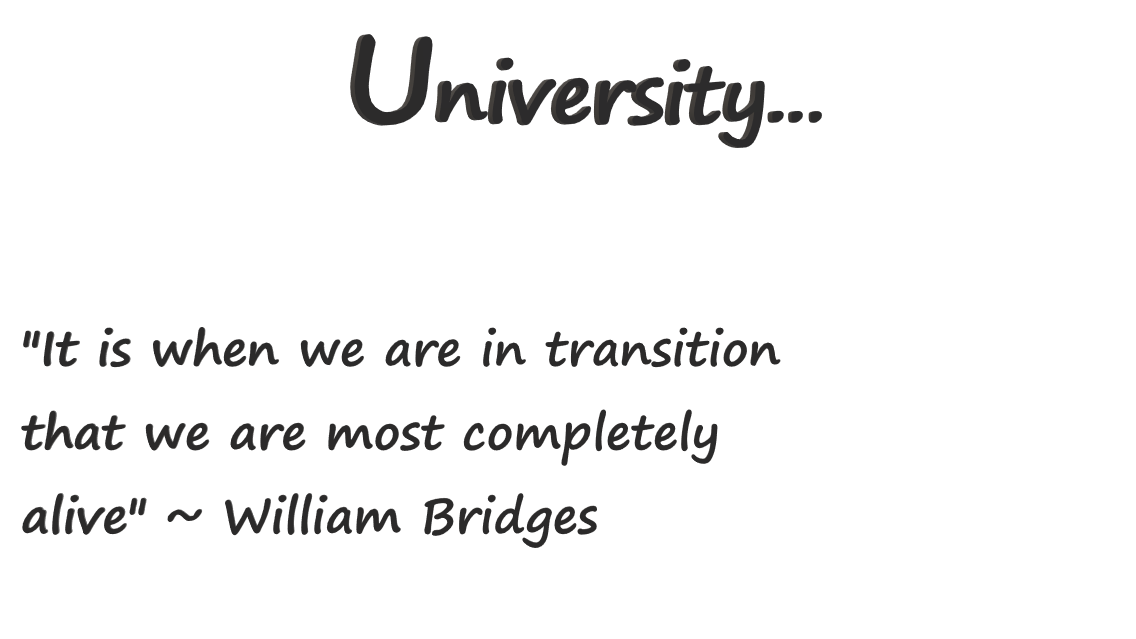 University...
"It is when we are in transition
that we are most completely
alive" ~ William Bridges